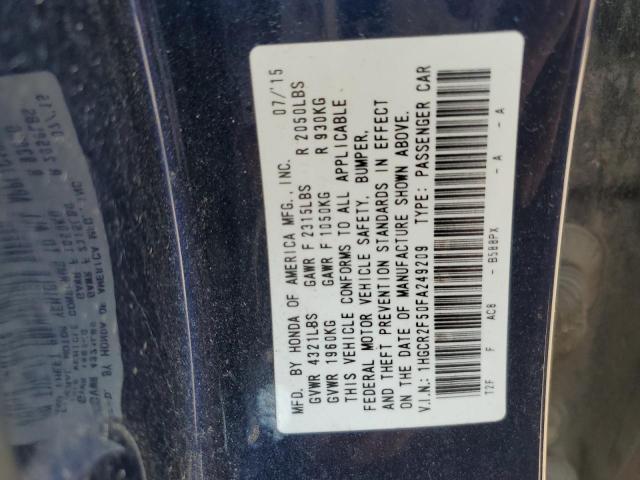 MFD. BY HONDA OF AMERICA MFG., INC. 07/'15
GVWR 4321LBS GAWR F 2315LBS R 2050LBS
GVWR 1960KG GAWR F 1050KG R 930KG
THIS VEHICLE CONFORMS TO ALL APPLICABLE
FEDERAL MOTOR VEHICLE SAFETY, BUMPER,
AND THEFT PREVENTION STANDARDS IN EFFECT
ON THE DATE OF MANUFACTURE SHOWN ABOVE.
V.I.N.: 1HGCR2F50FA249209 TYPE: PASSENGER CAR
T2F F AC8 - B588PX - A - A